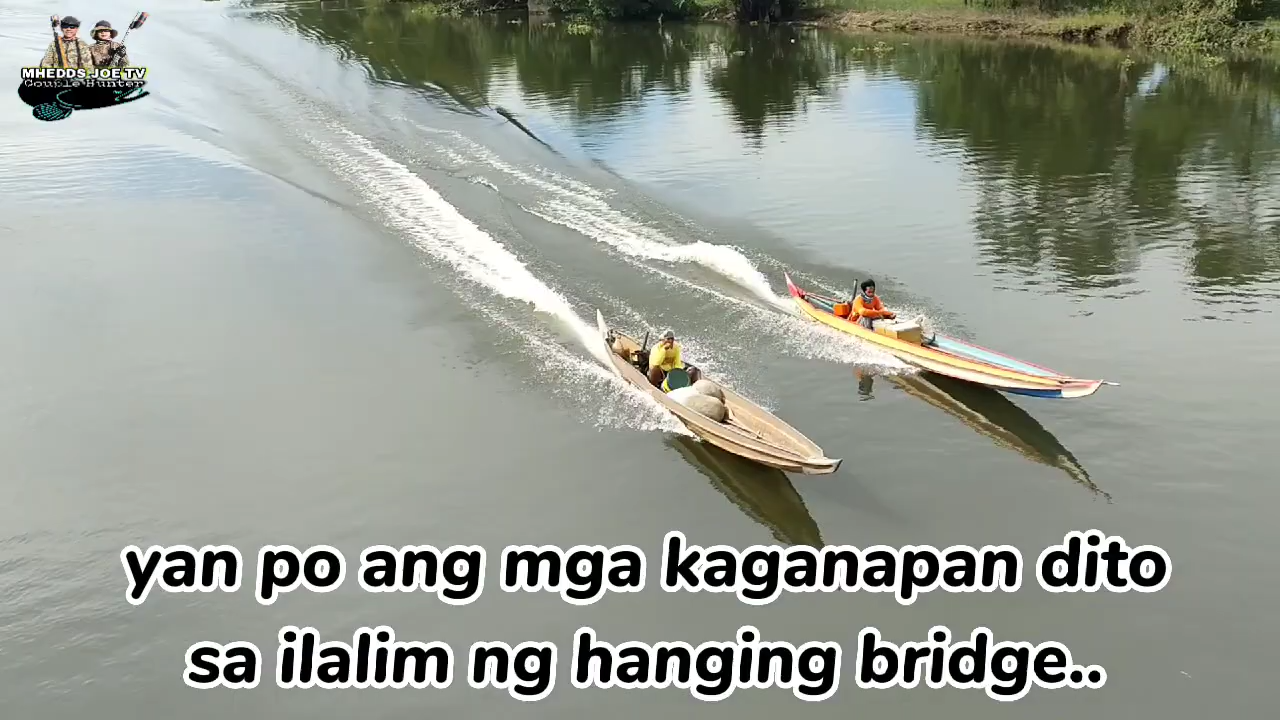 MHEDDS JOE TV
Couple Hunter
yan po ang mga kaganapan dito
sa ilalim ng hanging bridge..